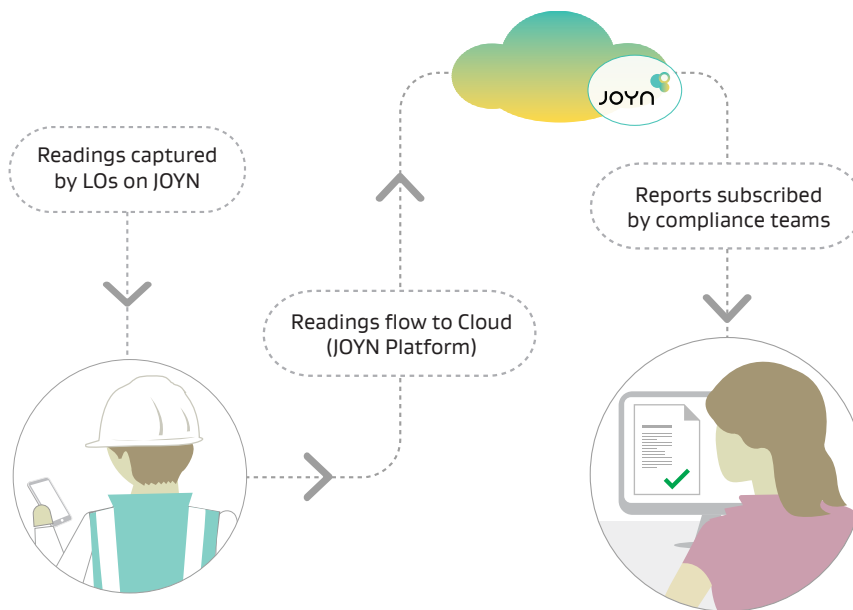 Readings captured
by LOs on JOYN
Readings flow to Cloud
(JOYN Platform)
JOYN
Reports subscribed
by compliance teams